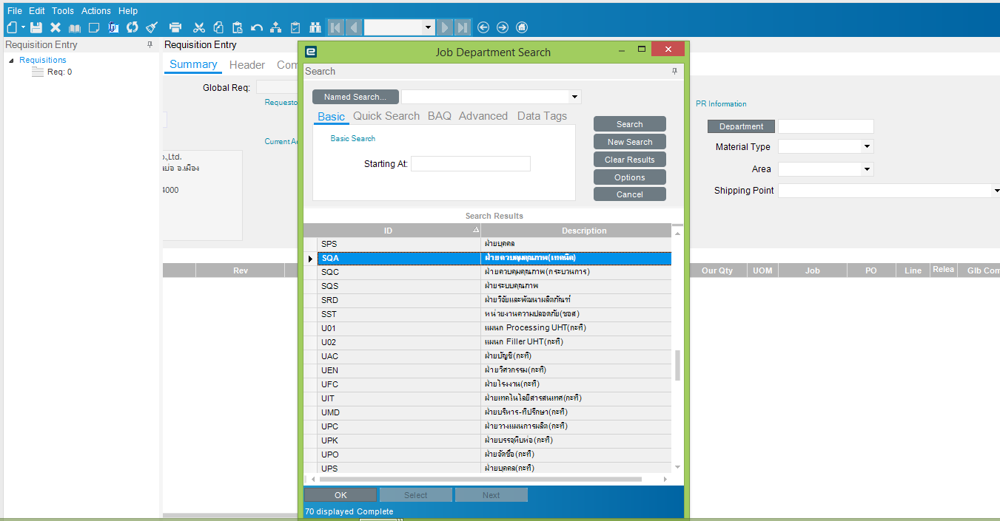 File Edit Tools Actions Help
Requisition Entry
Requisitions
Req: 0
Requisition Entry
Summary Header Com
Global Req:
Requesto
Current Ac
.,Ltd.
อ.เมือง
4000
Rev
Job Department Search
Search
Named Search...
Basic Quick Search BAQ Advanced Data Tags
Basic Search
Starting At:
Search
New Search
Clear Results
Options
Cancel
Search Results
ID Description
SPS ฝ่ายบุคคล
SQA ฝ่ายควบคุมคุณภาพ(เทคนิค)
SQC ฝ่ายควบคุมคุณภาพ(กระบวนการ)
SQS ฝ่ายระบบคุณภาพ
SRD ฝ่ายวิจัยและพัฒนาผลิตภัณฑ์
SST หน่วยงานความปลอดภัย(ซอส)
U01 แผนก Processing UHT(กะทิ)
U02 แผนก Filler UHT(กะทิ)
UAC ฝ่ายบัญชี(กะทิ)
UEN ฝ่ายวิศวกรรม(กะทิ)
UFC ฝ่ายโรงงาน(กะทิ)
UIT ฝ่ายเทคโนโลยีสารสนเทศ(กะทิ)
UMD ฝ่ายบริหาร-ที่ปรึกษา(กะทิ)
UPC ฝ่ายวางแผนการผลิต(กะทิ)
UPK ฝ่ายบรรจุหีบห่อ(กะทิ)
UPO ฝ่ายจัดซื้อ(กะทิ)
UPS ฝ่ายบุคคล(กะทิ)
OK Select Next
70 displayed Complete
PR Information
Department
Material Type
Area
Shipping Point
Our Qty UOM Job PO Line Relea Glb Com